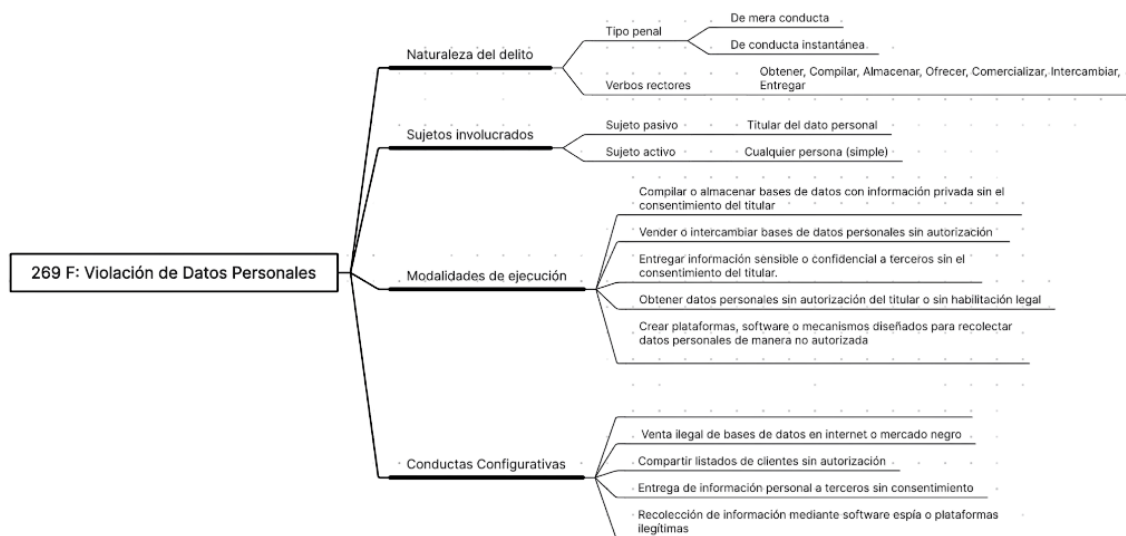 269 F: Violación de Datos Personales
Naturaleza del delito
Tipo penal
De mera conducta
De conducta instantánea
Verbos rectores
Obtener, Compilar, Almacenar, Ofrecer, Comercializar, Intercambiar,
Entregar
Sujetos involucrados
Sujeto pasivo
Titular del dato personal
Sujeto activo
Cualquier persona (simple)
Modalidades de ejecución
Compilar o almacenar bases de datos con información privada sin el
consentimiento del titular
Vender o intercambiar bases de datos personales sin autorización
Entregar información sensible o confidencial a terceros sin el
consentimiento del titular.
Obtener datos personales sin autorización del titular o sin habilitación legal
Crear plataformas, software o mecanismos diseñados para recolectar
datos personales de manera no autorizada
Conductas Configurativas
Venta ilegal de bases de datos en internet o mercado negro
Compartir listados de clientes sin autorización
Entrega de información personal a terceros sin consentimiento
Recolección de información mediante software espía o plataformas
ilegítimas